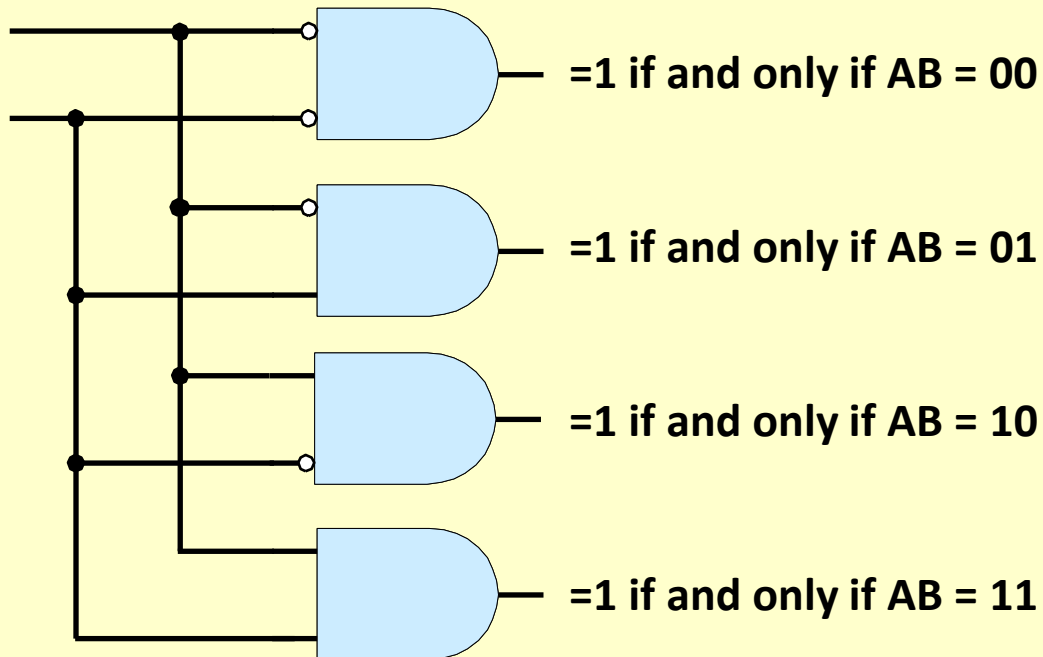 =1 if and only if AB = 00
=1 if and only if AB = 01
=1 if and only if AB = 10
=1 if and only if AB = 11